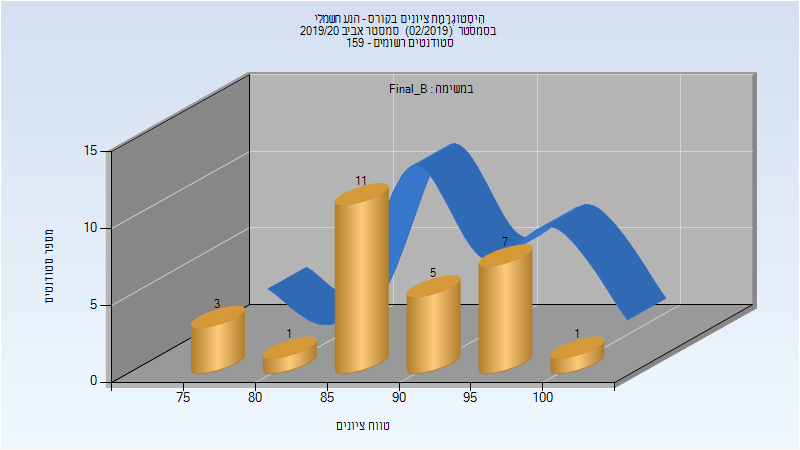 היסטוגרמת ציונים בקורס - הנע חשמלי
בסמסטר (02/2019) סמסטר אביב 2019/20
סטודנטים רשומים - 159
במשימה : Final_B
15
10
5
0
3
1
11
5
7
1
75
80
85
90
95
100
מספר סטודנטים
טווח ציונים